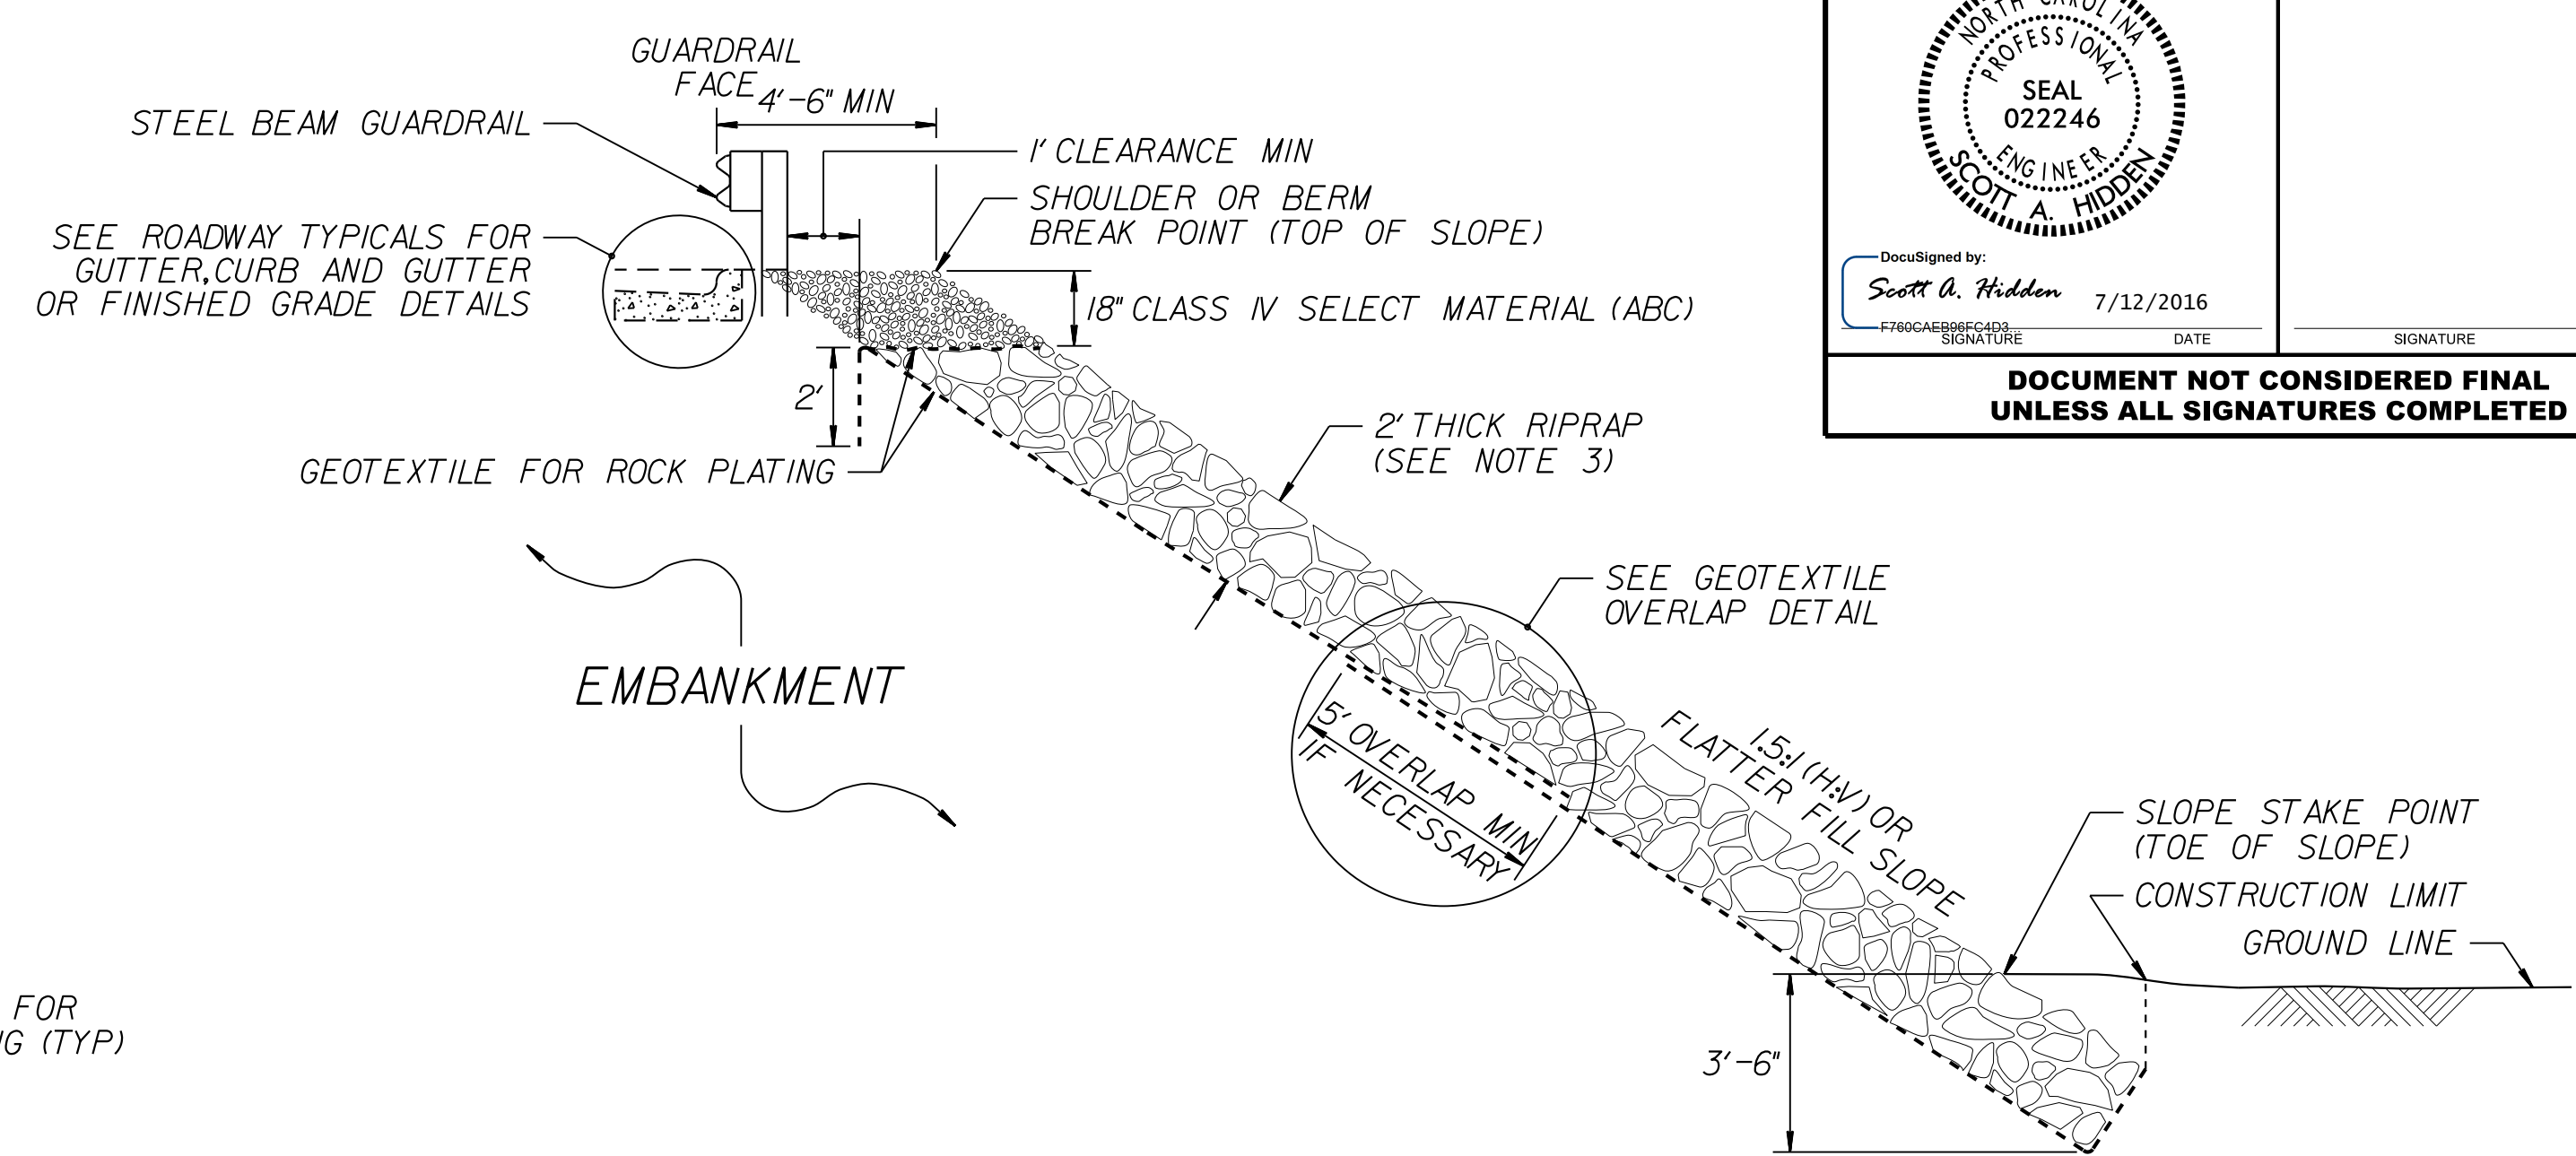 GUARDRAIL
FACE
4'-6" MIN
STEEL BEAM GUARDRAIL
1' CLEARANCE MIN
SHOULDER OR BERM
BREAK POINT (TOP OF SLOPE)
SEE ROADWAY TYPICALS FOR
GUTTER, CURB AND GUTTER
OR FINISHED GRADE DETAILS
18" CLASS IV SELECT MATERIAL (ABC)
2'
GEOTEXTILE FOR ROCK PLATING
2' THICK RIPRAP
(SEE NOTE 3)
SEE GEOTEXTILE
OVERLAP DETAIL
EMBANKMENT
5' OVERLAP MIN
IF NECESSARY
1.5:1 (H:V) OR
FLATTER FILL SLOPE
SLOPE STAKE POINT
(TOE OF SLOPE)
CONSTRUCTION LIMIT
GROUND LINE
3'-6"
FOR
G (TYP)
NORTH CAROLINA
PROFESSIONAL
SEAL
022246
ENGINEER
SCOTT A. HIDDEN
DocuSigned by:
Scott A. Hidden 7/12/2016
F760CAEB96FC4D3...
SIGNATURE DATE
SIGNATURE
DOCUMENT NOT CONSIDERED FINAL
UNLESS ALL SIGNATURES COMPLETED